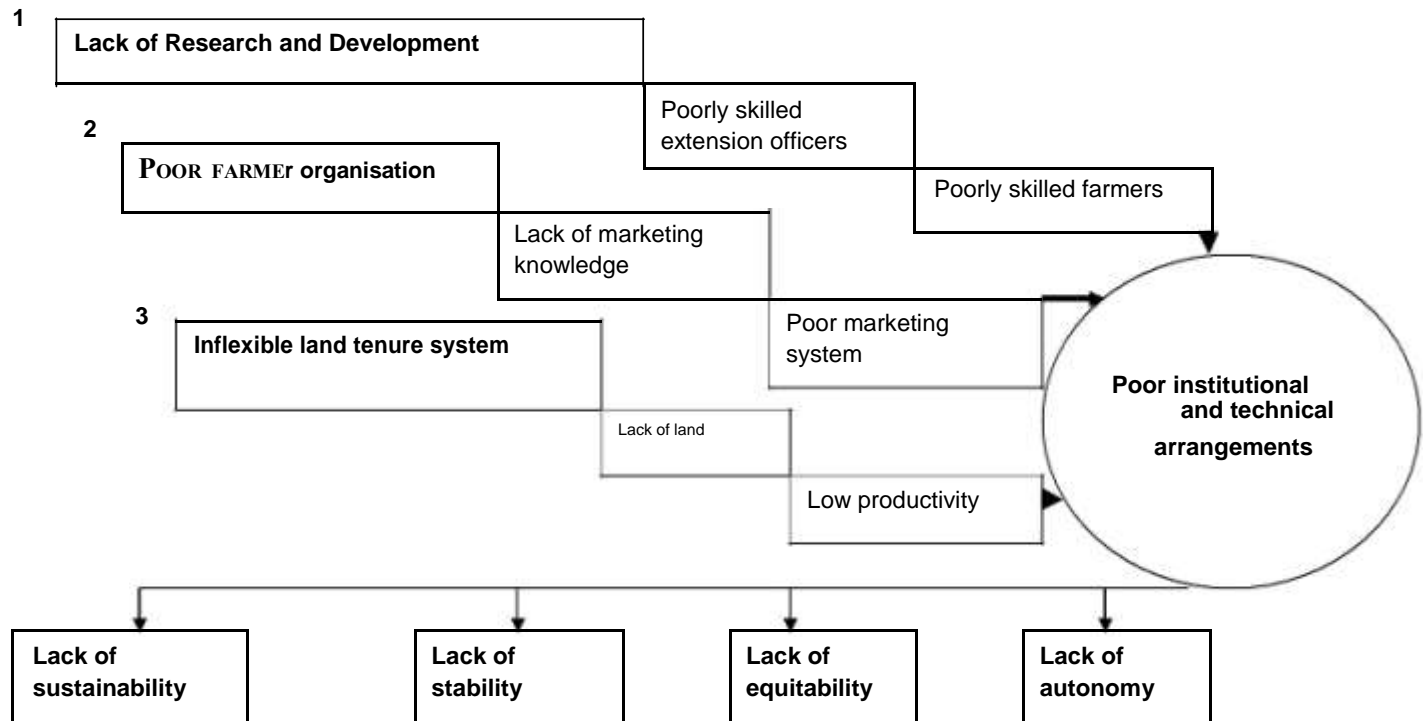 1
Lack of Research and Development
Poorly skilled
extension officers
Poorly skilled farmers
2
POOR FARMEr organisation
Lack of marketing
knowledge
Poor marketing
system
3
Inflexible land tenure system
Lack of land
Low productivity
Poor institutional
and technical
arrangements
Lack of
sustainability
Lack of
stability
Lack of
equitability
Lack of
autonomy